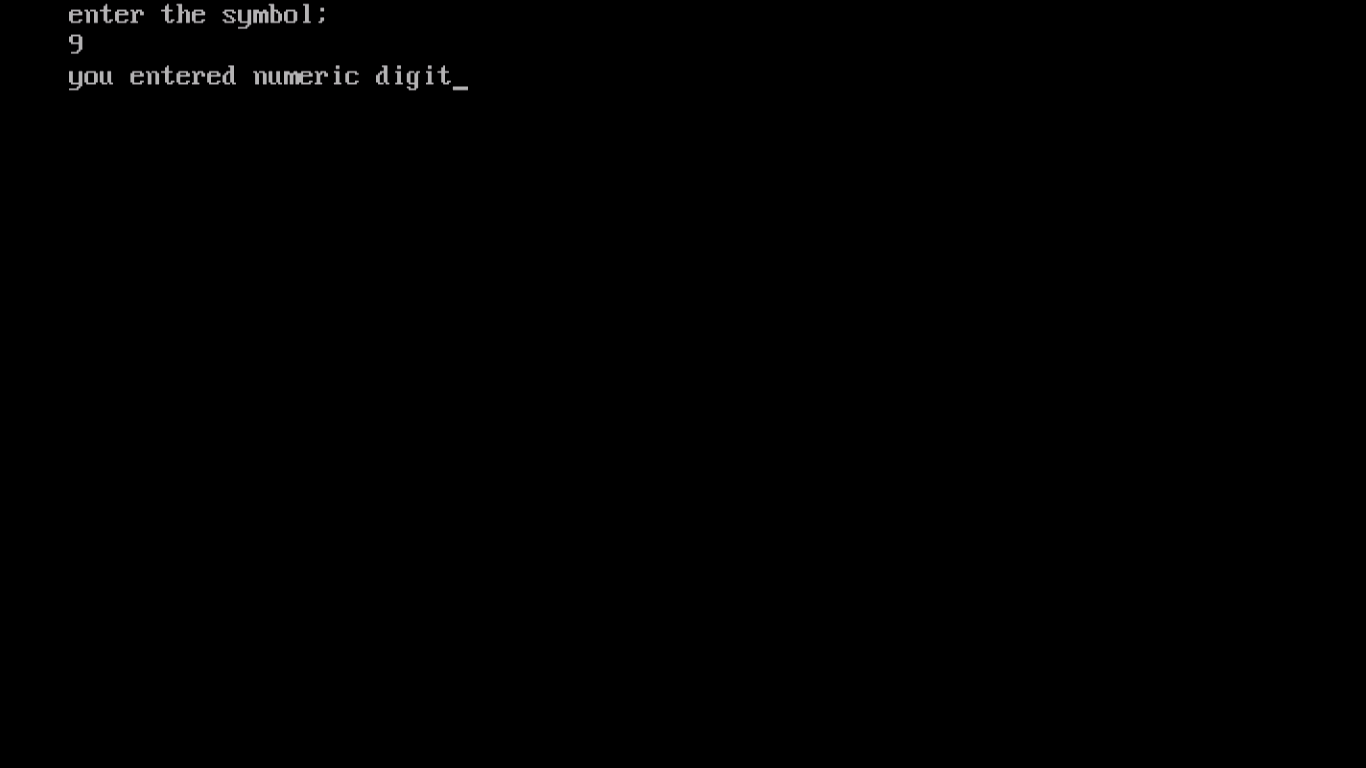 enter the symbol;
9
you entered numeric digit_